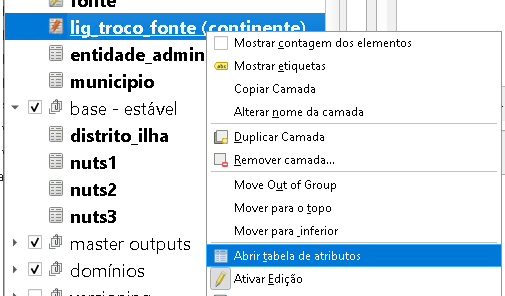 fonte
lig_troco_fonte (continente)
entidade_admin
municipio
base - estável
distrito_ilha
nuts1
nuts2
nuts3
master outputs
domínios
versioning
Mostrar contagem dos elementos
abc
Mostrar etiquetas
Copiar Camada
Alterar nome da camada
Duplicar Camada
Remover camada...
Move Out of Group
Mover para o topo
Mover para _inferior
Abrir tabela de atributos
Ativar Edição